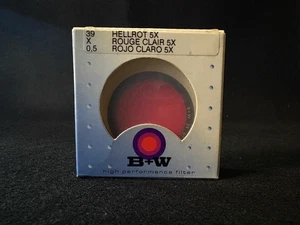 39 HELLROT 5X
X ROUGE CLAIR 5X
0,5 ROJO CLARO 5X
B+W
high performance filter